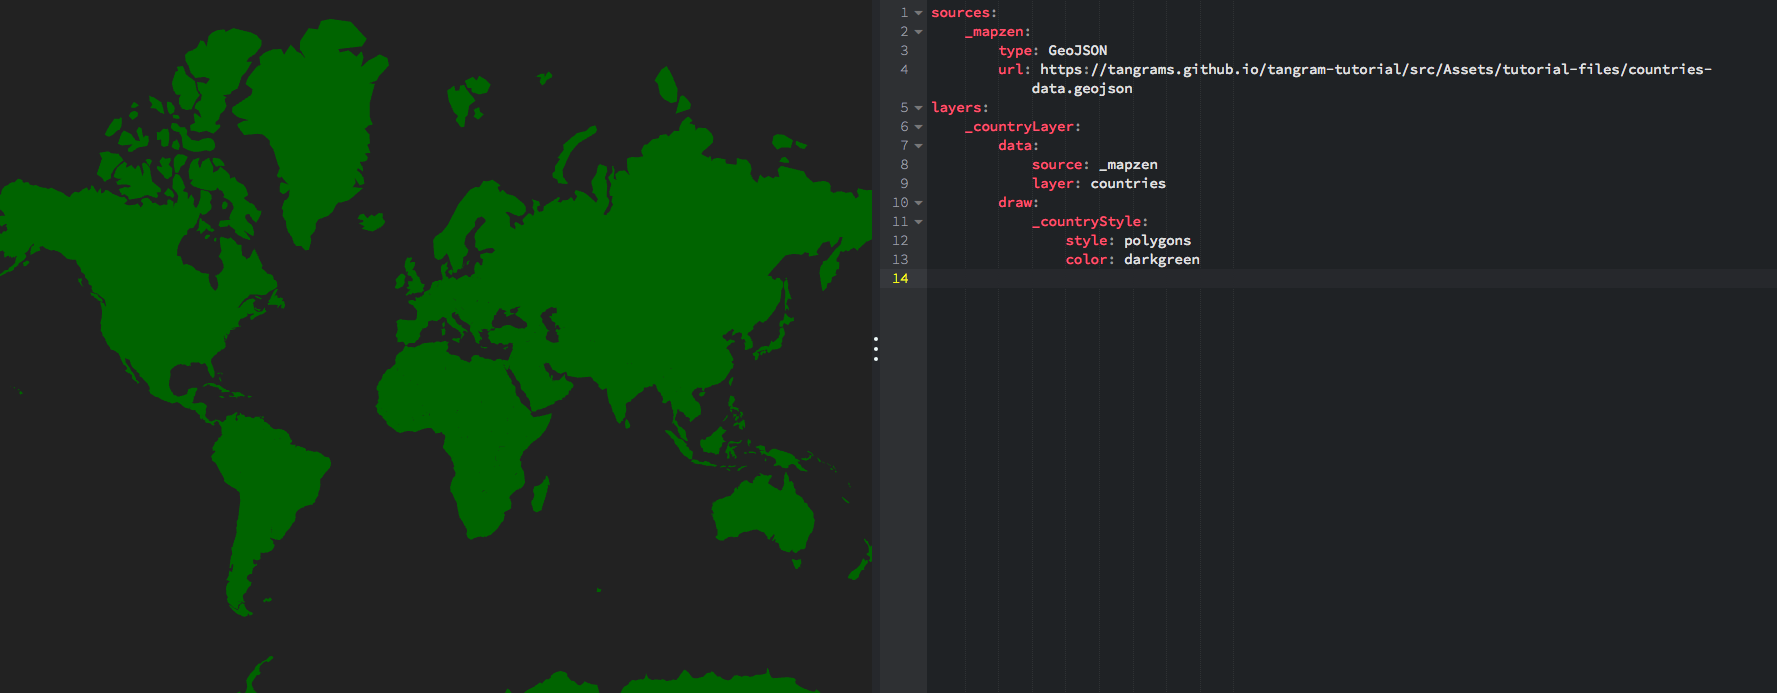 1 sources:
2 _mapzen:
3 type: GeoJSON
4 url: https://tangrams.github.io/tangram-tutorial/src/Assets/tutorial-files/countries-
data.geojson
5 layers:
6 _countryLayer:
7 data:
8 source: _mapzen
9 layer: countries
10 draw:
11 _countryStyle:
12 style: polygons
13 color: darkgreen
14